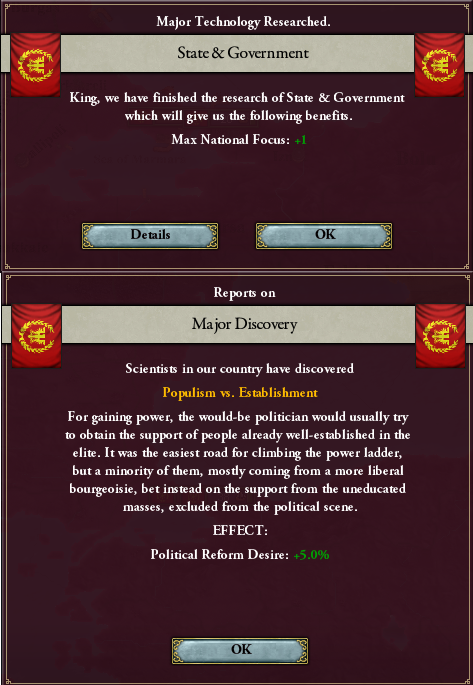 Major Technology Researched.
State & Government
King, we have finished the research of State & Government
which will give us the following benefits.
Max National Focus: +1
Details
OK
Reports on
Major Discovery
Scientists in our country have discovered
Populism vs. Establishment
For gaining power, the would-be politician would usually try
to obtain the support of people already well-established in the
elite. It was the easiest road for climbing the power ladder,
but a minority of them, mostly coming from a more liberal
bourgeoisie, bet instead on the support from the uneducated
masses, excluded from the political scene.
EFFECT:
Political Reform Desire: +5.0%
OK